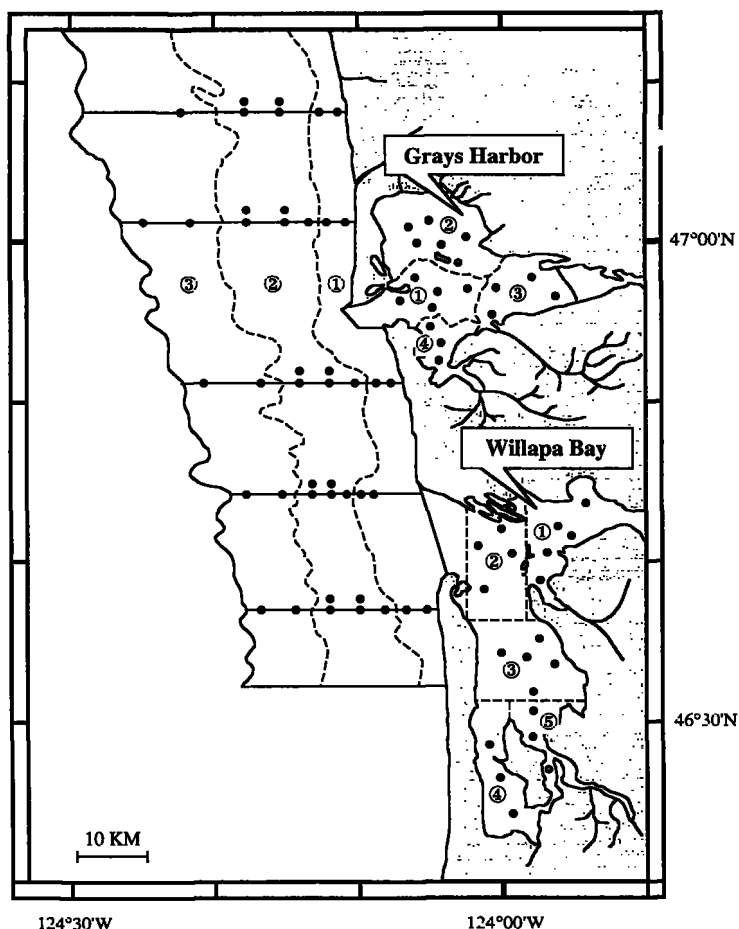 Grays Harbor
②
47°00'N
③ ② ① ① ③
④
Willapa Bay
①
②
③
⑤
46°30'N
④
10 KM
124°30'W 124°00'W